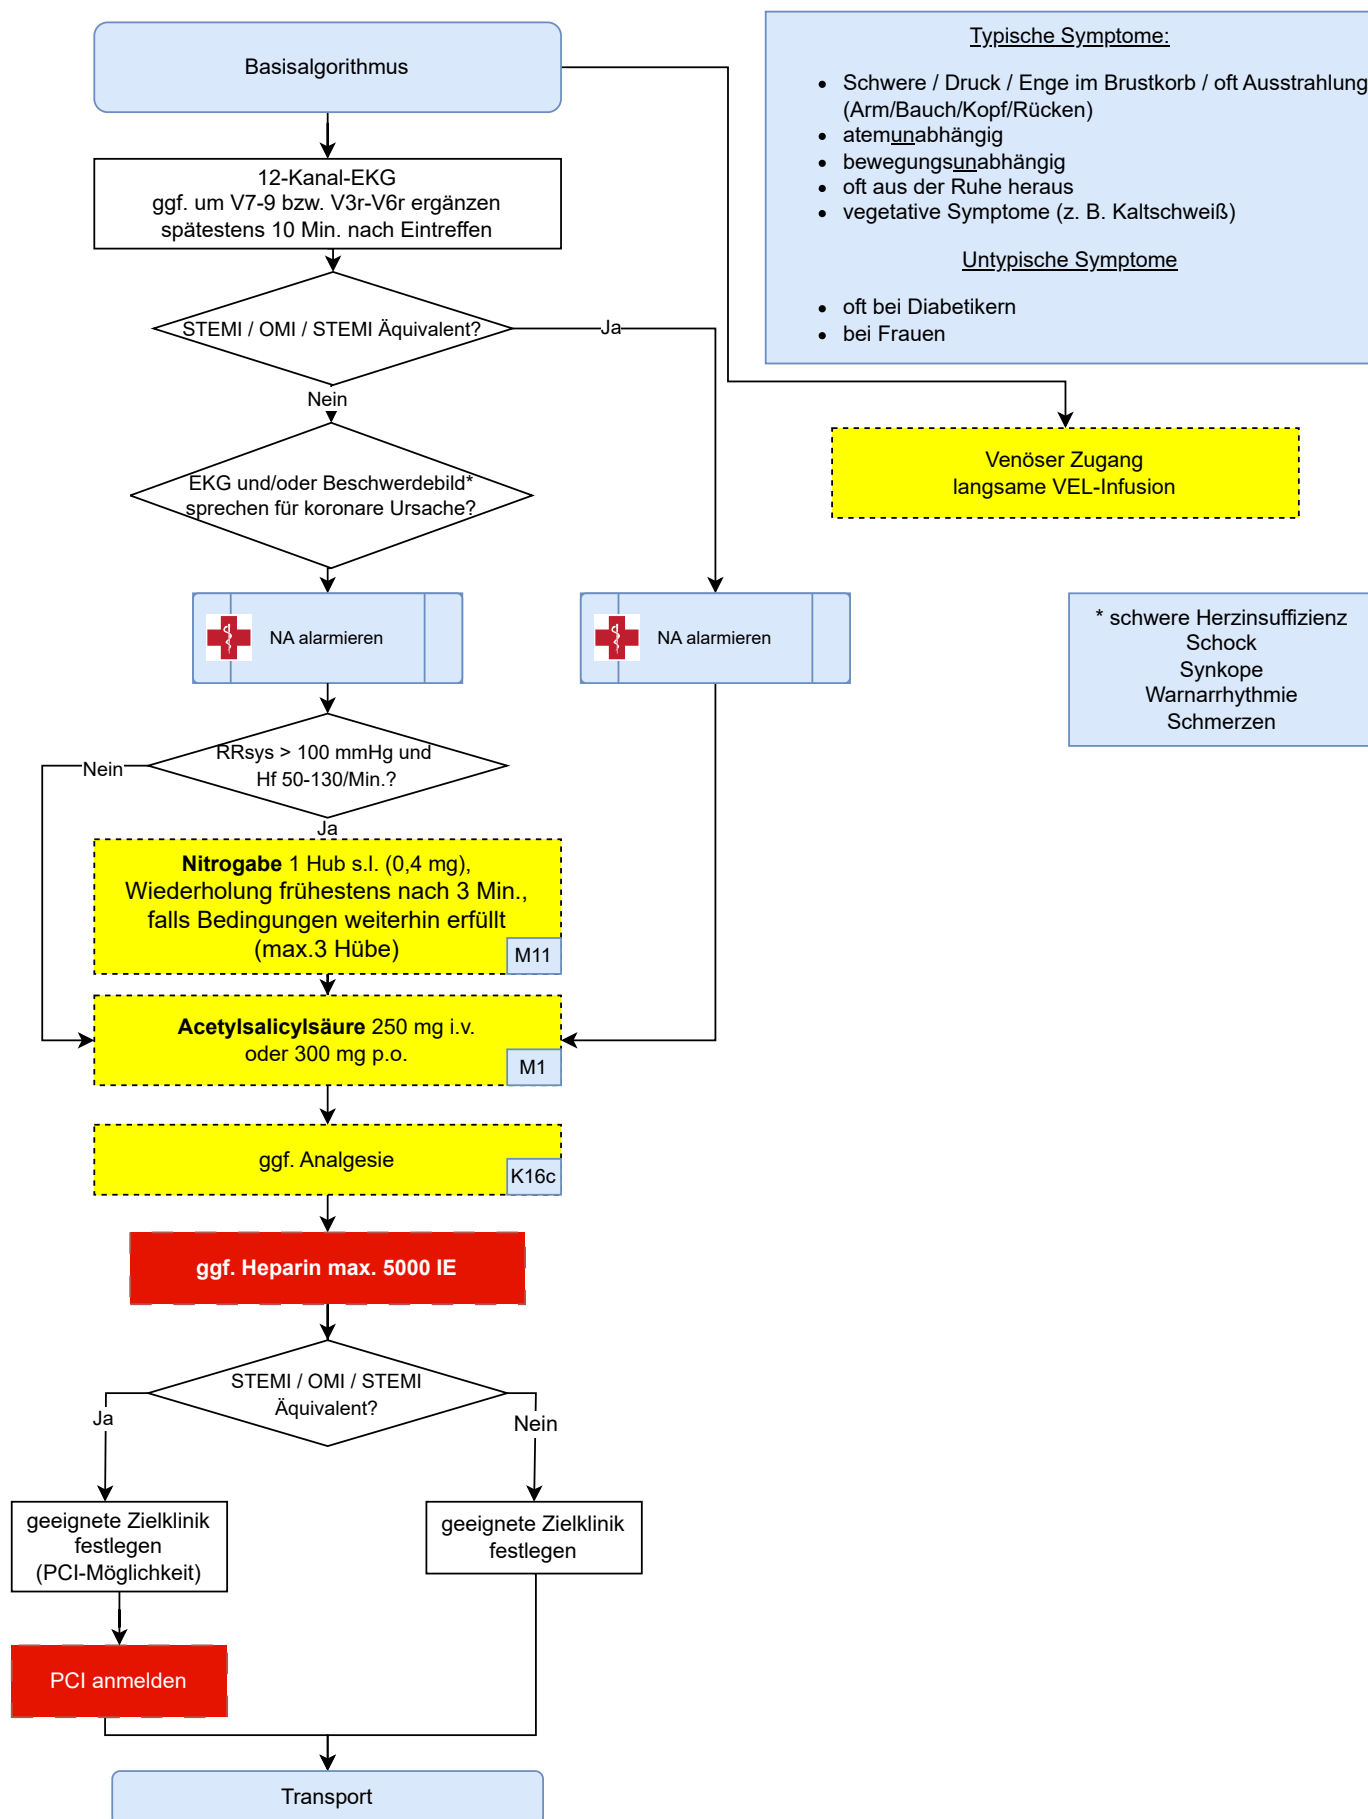 Basisalgorithmus
Typische Symptome:
• Schwere / Druck / Enge im Brustkorb / oft Ausstrahlung
(Arm/Bauch/Kopf/Rücken)
• atemunabhängig
• bewegungsunabhängig
• oft aus der Ruhe heraus
• vegetative Symptome (z. B. Kaltschweiß)
Untypische Symptome
• oft bei Diabetikern
• bei Frauen
12-Kanal-EKG
ggf. um V7-9 bzw. V3r-V6r ergänzen
spätestens 10 Min. nach Eintreffen
STEMI / OMI / STEMI Äquivalent?
Ja
Nein
Venöser Zugang
langsame VEL-Infusion
EKG und/oder Beschwerdebild*
sprechen für koronare Ursache?
NA alarmieren
NA alarmieren
* schwere Herzinsuffizienz
Schock
Synkope
Warnarrhythmie
Schmerzen
RRsys > 100 mmHg und
Hf 50-130/Min.?
Nein
Ja
Nitrogabe 1 Hub s.l. (0,4 mg),
Wiederholung frühestens nach 3 Min.,
falls Bedingungen weiterhin erfüllt
(max.3 Hübe)
M11
Acetylsalicylsäure 250 mg i.v.
oder 300 mg p.o.
M1
ggf. Analgesie
K16c
ggf. Heparin max. 5000 IE
STEMI / OMI / STEMI
Äquivalent?
Ja
Nein
geeignete Zielklinik
festlegen
(PCI-Möglichkeit)
geeignete Zielklinik
festlegen
PCI anmelden
Transport